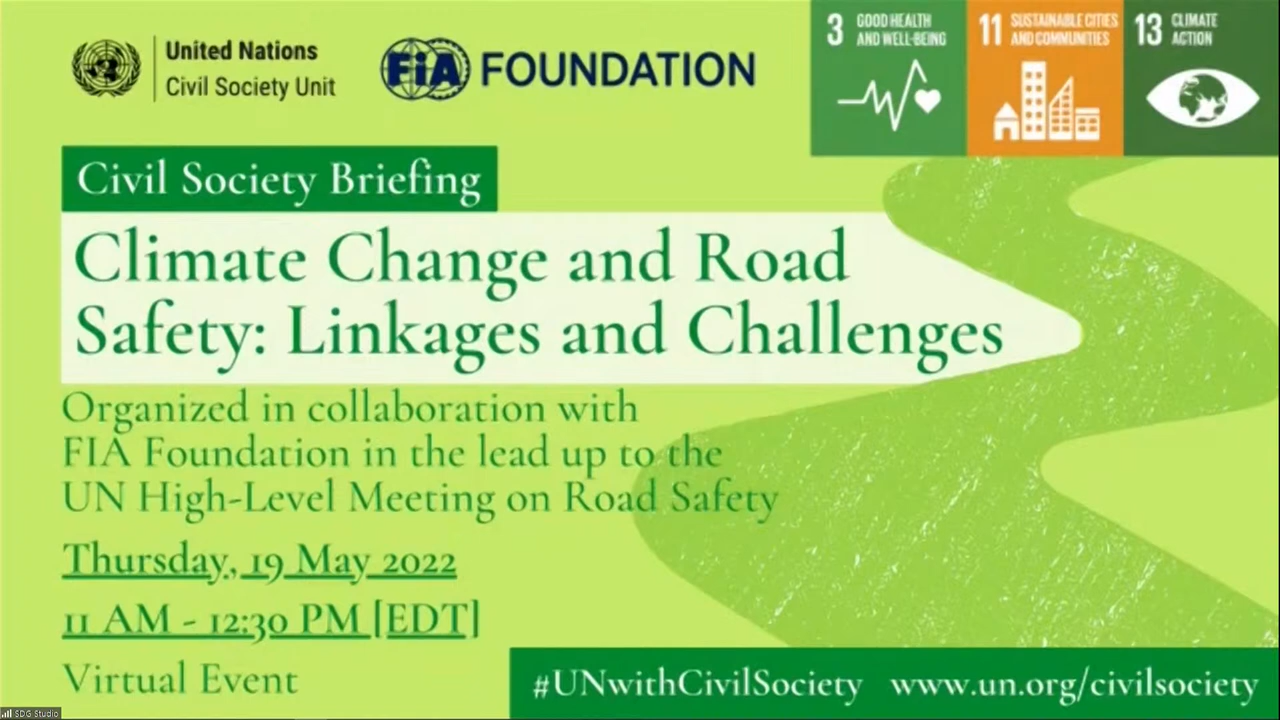 United Nations
Civil Society Unit
FiA FOUNDATION
3 GOOD HEALTH
AND WELL-BEING
11 SUSTAINABLE CITIES
AND COMMUNITIES
13 CLIMATE
ACTION
Civil Society Briefing
Climate Change and Road
Safety: Linkages and Challenges
Organized in collaboration with
FIA Foundation in the lead up to the
UN High-Level Meeting on Road Safety
Thursday, 19 May 2022
11 AM - 12:30 PM [EDT]
Virtual Event
#UNwithCivilSociety www.un.org/civilsociety
SDG Studio